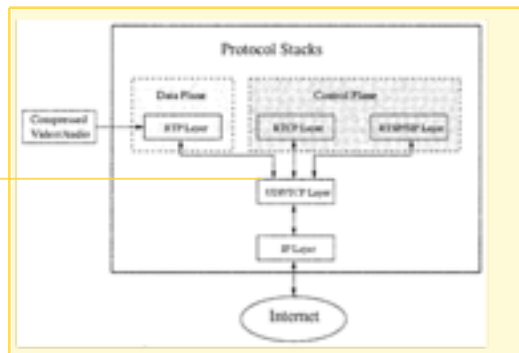 Protocol Stacks
Data Plane
Control Plane
Compressed
Video/Audio
RTP Layer
RTCP Layer
RTSP/SIP Layer
UDP/TCP Layer
IP Layer
Internet